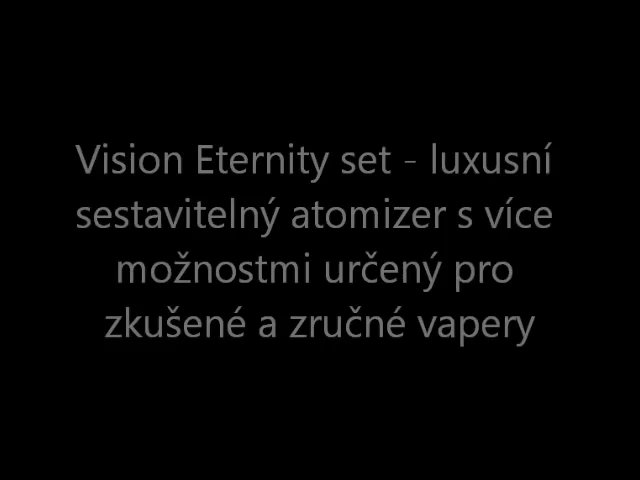 Vision Eternity set - luxusní
sestavitelný atomizer s více
možnostmi určený pro
zkušené a zručné vapery